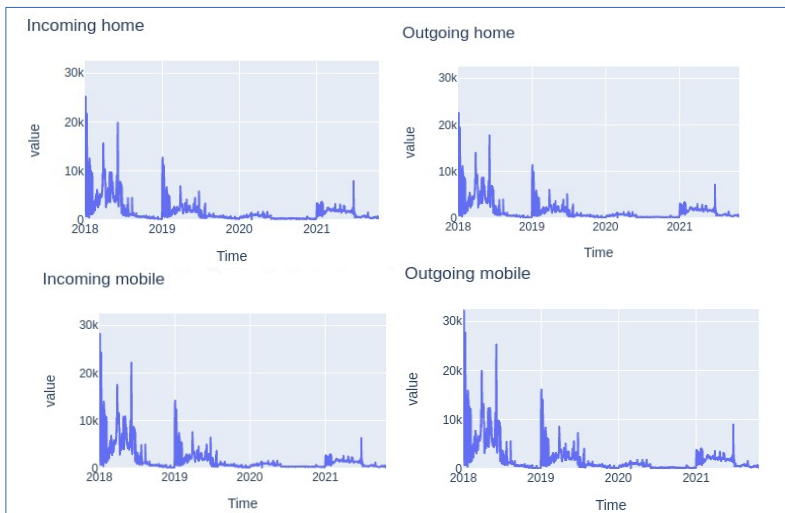 Incoming home
30k
20k
10k
0
value
2018
2019
2020
2021
Time
Outgoing home
30k
20k
10k
0
value
2018
2019
2020
2021
Time
Incoming mobile
30k
20k
10k
0
value
2018
2019
2020
2021
Time
Outgoing mobile
30k
20k
10k
0
value
2018
2019
2020
2021
Time